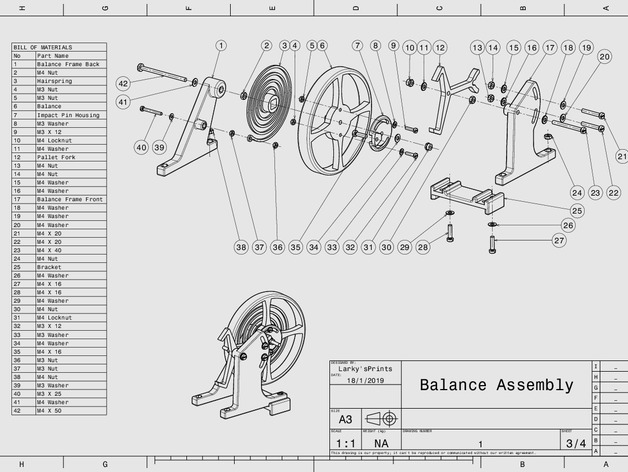 H G F E D C B A
BILL OF MATERIALS
No Part Name
1 Balance Frame Back
2 M4 Nut
3 Hairspring
4 M3 Nut
5 M3 Nut
6 Balance
7 Impact Pin Housing
8 M3 Washer
9 M3 X 12
10 M4 Locknut
11 M4 Washer
12 Pallet Fork
13 M4 Nut
14 M4 Nut
15 M4 Washer
16 M4 Washer
17 Balance Frame Front
18 M4 Washer
19 M4 Washer
20 M4 Washer
21 M4 X 20
22 M4 X 20
23 M4 X 40
24 M4 Nut
25 Bracket
26 M4 Washer
27 M4 X 16
28 M4 X 16
29 M4 Washer
30 M4 Nut
31 M4 Locknut
32 M3 X 12
33 M3 Washer
34 M4 Washer
35 M4 X 16
36 M3 Nut
37 M3 Nut
38 M4 Nut
39 M3 Washer
40 M3 X 25
41 M4 Washer
42 M4 X 50
1 2 3 4 5 6 7 8 9 10 11 12 13 14 15 16 17 18 19 20
42
41
40 39
21
24 23 22
25
26
27
38 37 36 35 34 33 32 31 30 29 28
DESIGNED BY:
Larky'sPrints
DATE:
18/1/2019
Balance Assembly
SIZE
A3
SCALE
1:1
WEIGHT (kg)
NA
DRAWING NUMBER
1
SHEET
3/4
This drawing is our property; it can't be reproduced or communicated without our written agreement.
I _
H _
G _
F _
E _
D _
C _
B _
A _
H G F E D C B A